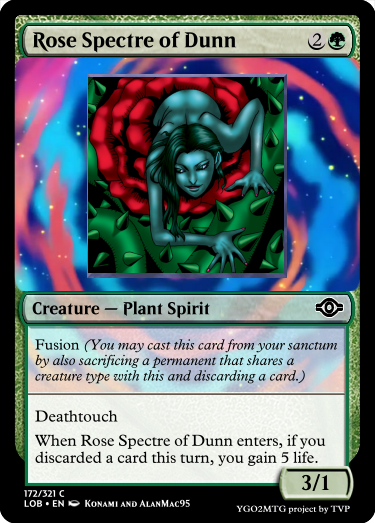 Rose Spectre of Dunn 2
Creature — Plant Spirit
Fusion (You may cast this card from your sanctum
by also sacrificing a permanent that shares a
creature type with this and discarding a card.)
Deathtouch
When Rose Spectre of Dunn enters, if you
discarded a card this turn, you gain 5 life.
3/1
172/321 C
LOB • EN Konami and AlanMac95
YGO2MTG project by TVP